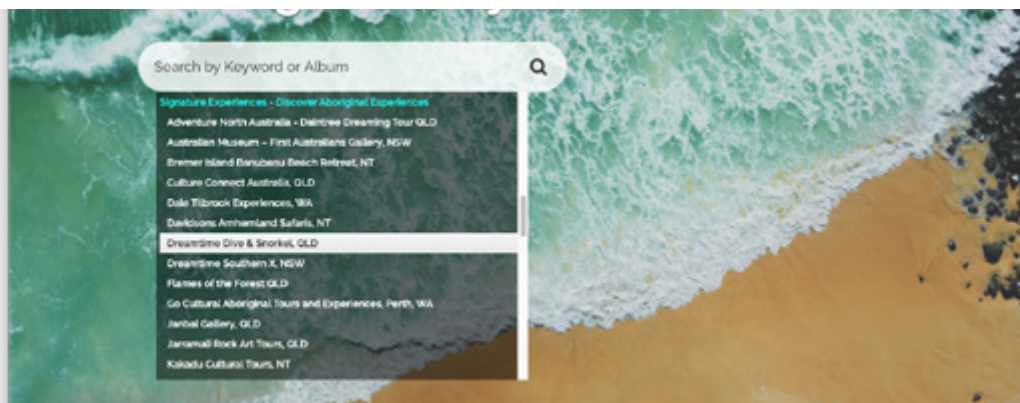 Search by Keyword or Album
Signature Experiences - Discover Aboriginal Experiences
Adventure North Australia - Daintree Dreaming Tour QLD
Australian Museum - First Australians Gallery, NSW
Bremer Island Banubanu Beach Retreat, NT
Culture Connect Australia, QLD
Dale Tilbrook Experiences, WA
Davidsons Arnhemland Safaris, NT
Dreamtime Dive & Snorkel, QLD
Dreamtime Southern X, NSW
Flames of the Forest QLD
Go Cultural Aboriginal Tours and Experiences, Perth, WA
Janbal Gallery, QLD
Jarramali Rock Art Tours, QLD
Kakadu Cultural Tours, NT